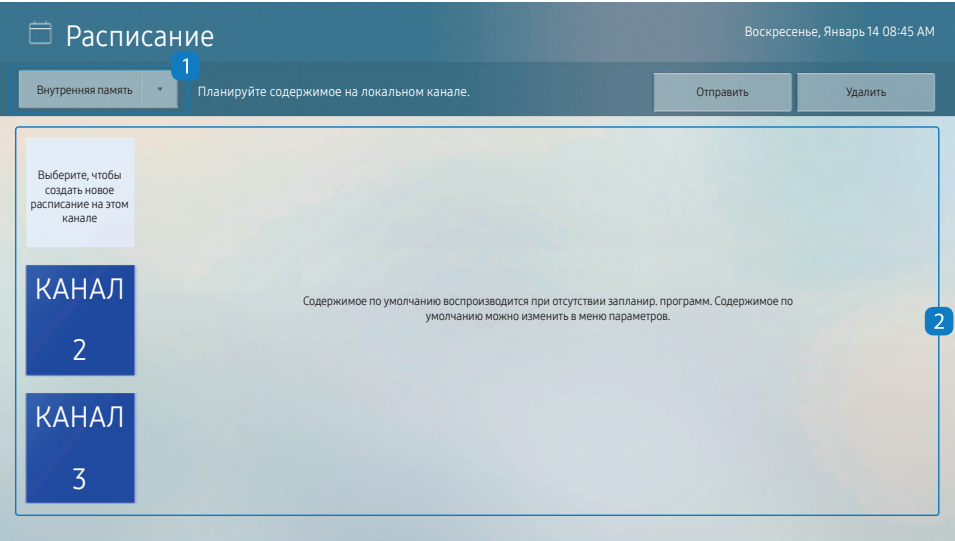 Расписание
Воскресенье, Январь 14 08:45 AM
1
Внутренняя память
Планируйте содержимое на локальном канале.
Отправить
Удалить
Выберите, чтобы
создать новое
расписание на этом
канале
КАНАЛ
2
Содержимое по умолчанию воспроизводится при отсутствии запланир. программ. Содержимое по
умолчанию можно изменить в меню параметров.
2
КАНАЛ
3